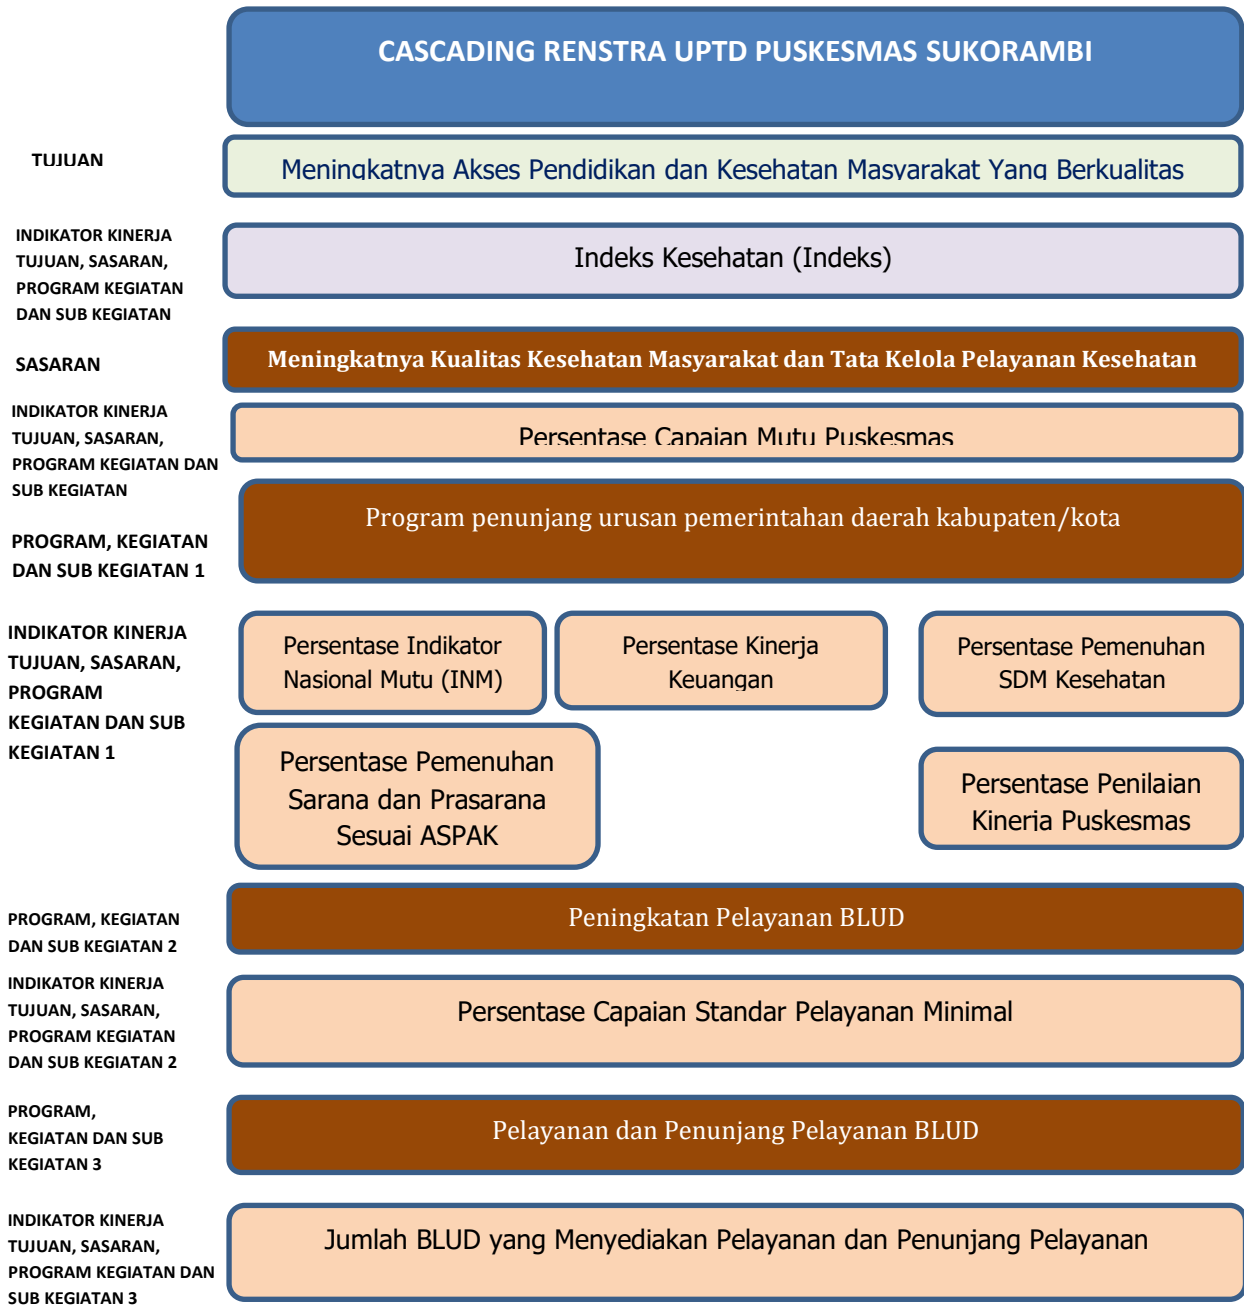 CASCADING RENSTRA UPTD PUSKESMAS SUKORAMBI
TUJUAN
Meningkatnya Akses Pendidikan dan Kesehatan Masyarakat Yang Berkualitas
INDIKATOR KINERJA
TUJUAN, SASARAN,
PROGRAM KEGIATAN
DAN SUB KEGIATAN
Indeks Kesehatan (Indeks)
SASARAN
Meningkatnya Kualitas Kesehatan Masyarakat dan Tata Kelola Pelayanan Kesehatan
INDIKATOR KINERJA
TUJUAN, SASARAN,
PROGRAM KEGIATAN DAN
SUB KEGIATAN
Persentase Capaian Mutu Puskesmas
PROGRAM, KEGIATAN
DAN SUB KEGIATAN 1
Program penunjang urusan pemerintahan daerah kabupaten/kota
INDIKATOR KINERJA
TUJUAN, SASARAN,
PROGRAM
KEGIATAN DAN SUB
KEGIATAN 1
Persentase Indikator
Nasional Mutu (INM)
Persentase Kinerja
Keuangan
Persentase Pemenuhan
SDM Kesehatan
Persentase Pemenuhan
Sarana dan Prasarana
Sesuai ASPAK
Persentase Penilaian
Kinerja Puskesmas
PROGRAM, KEGIATAN
DAN SUB KEGIATAN 2
Peningkatan Pelayanan BLUD
INDIKATOR KINERJA
TUJUAN, SASARAN,
PROGRAM KEGIATAN
DAN SUB KEGIATAN 2
Persentase Capaian Standar Pelayanan Minimal
PROGRAM,
KEGIATAN DAN SUB
KEGIATAN 3
Pelayanan dan Penunjang Pelayanan BLUD
INDIKATOR KINERJA
TUJUAN, SASARAN,
PROGRAM KEGIATAN DAN
SUB KEGIATAN 3
Jumlah BLUD yang Menyediakan Pelayanan dan Penunjang Pelayanan